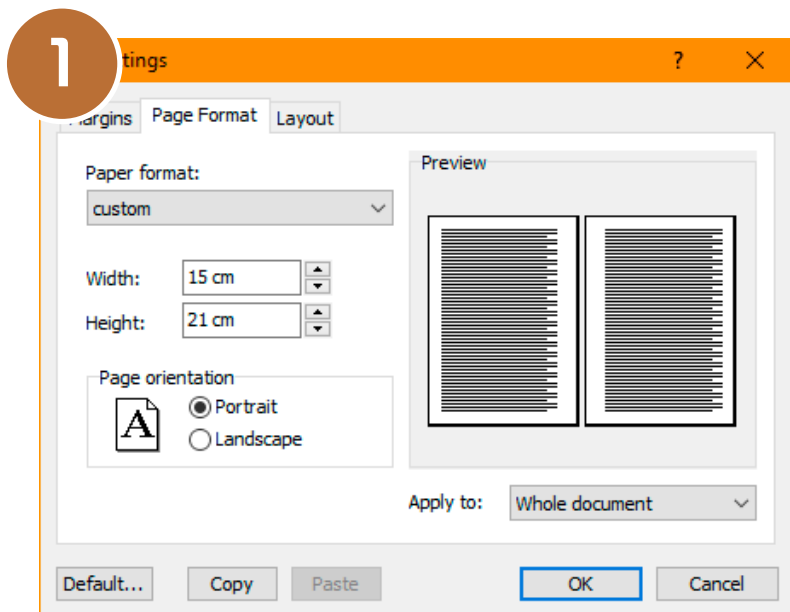 1
tings
? ×
argins Page Format Layout
Paper format:
custom
Preview
Width: 15 cm
Height: 21 cm
Page orientation
A
Portrait
Landscape
Apply to: Whole document
Default... Copy Paste OK Cancel